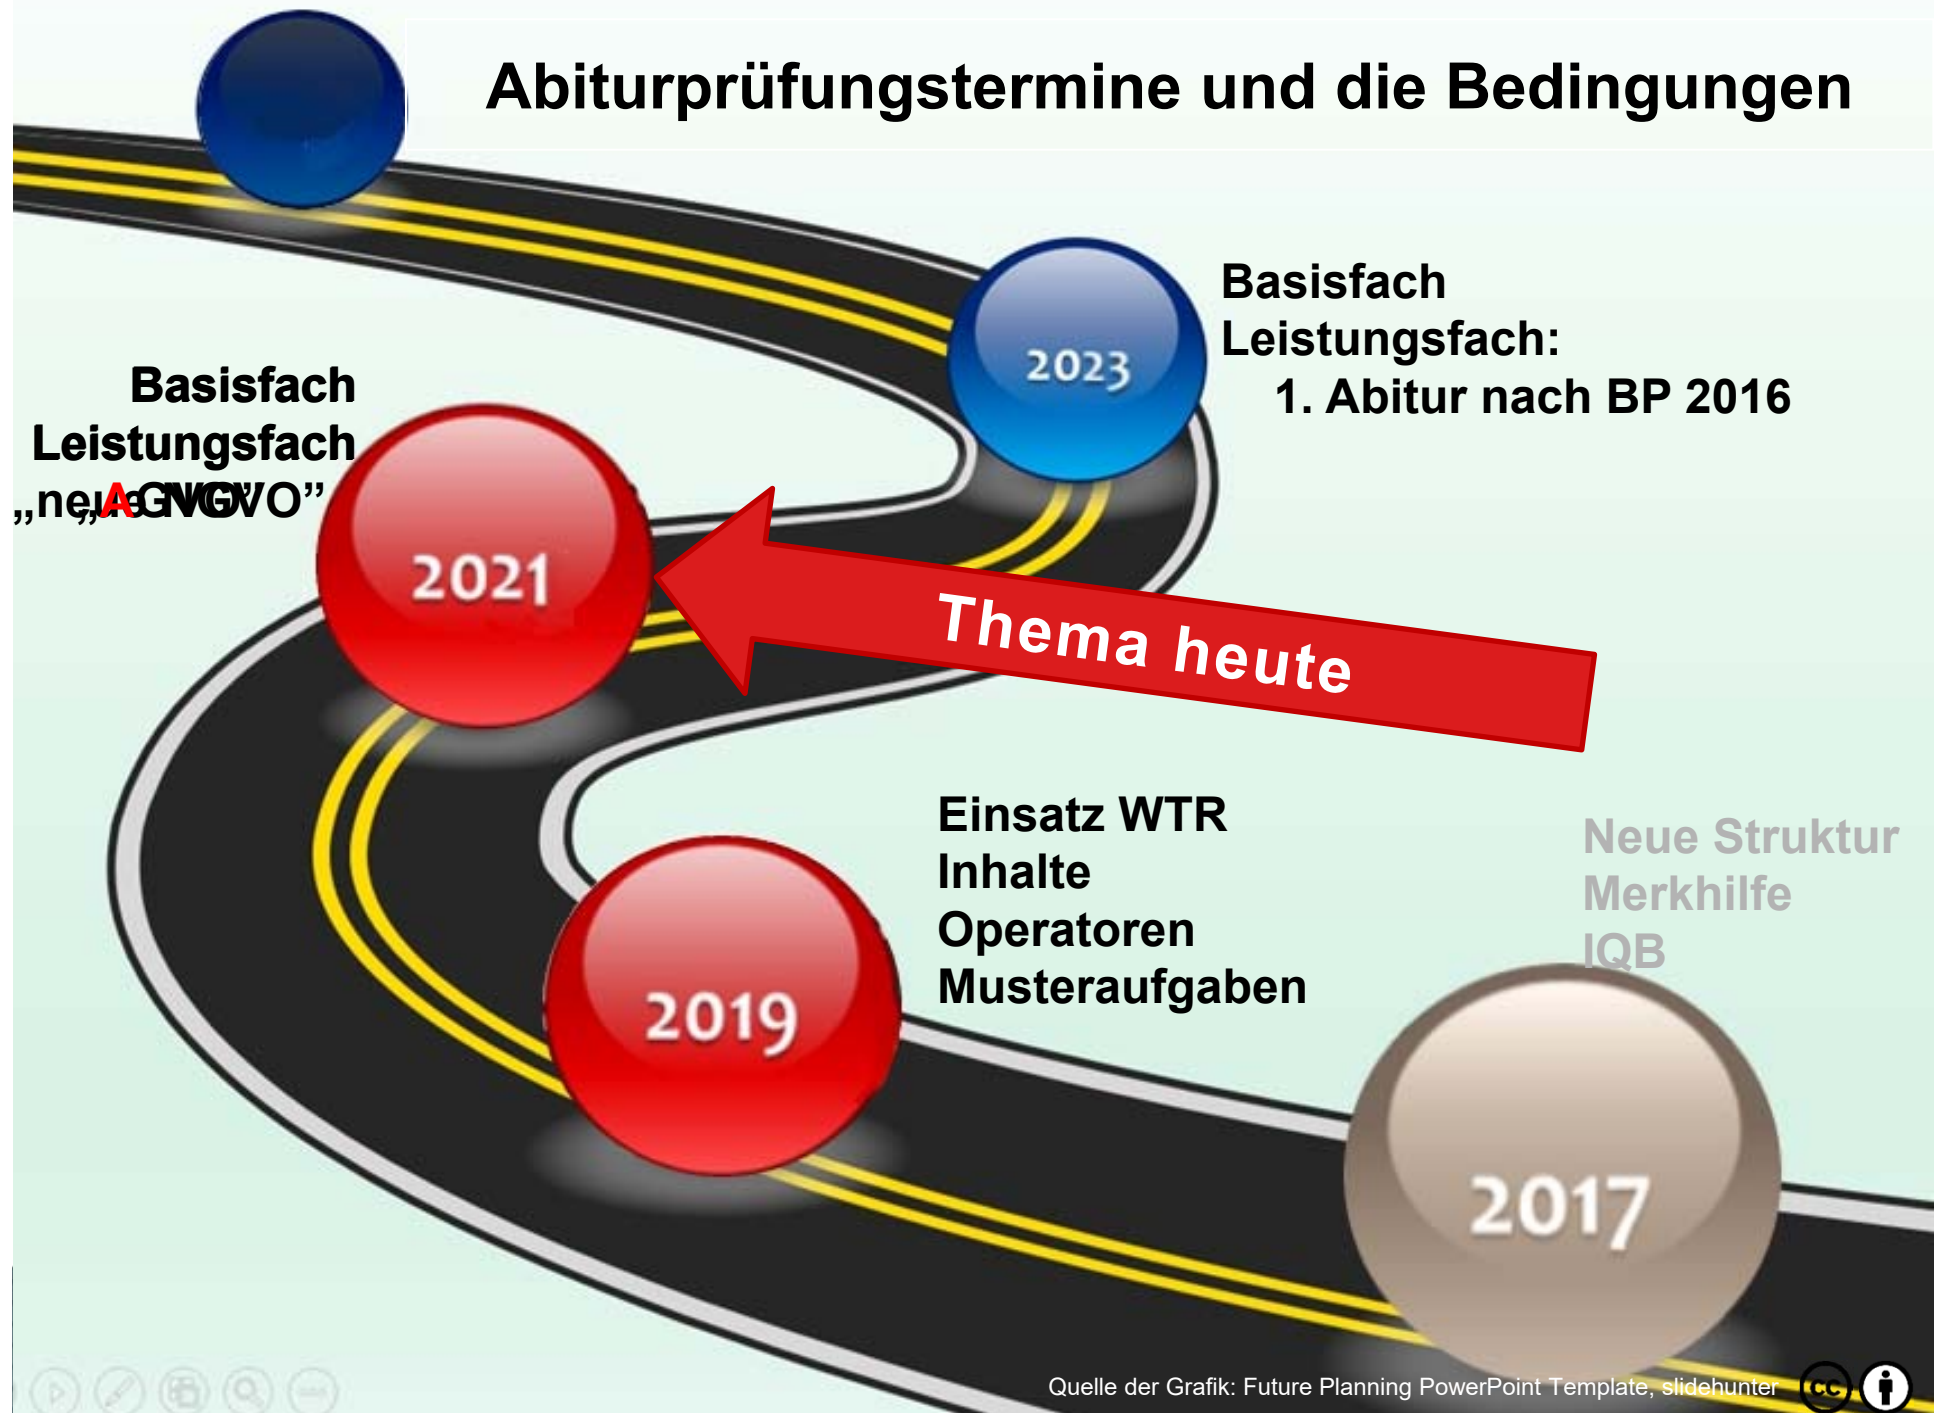 Abiturprüfungstermine und die Bedingungen
Basisfach
Leistungsfach:
1. Abitur nach BP 2016
2023
Basisfach
Leistungsfach
2021
Thema heute
Einsatz WTR
Inhalte
Operatoren
Musteraufgaben
2019
Neue Struktur
Merkhilfe
IQB
2017
Quelle der Grafik: Future Planning PowerPoint Template, slidehunter
cc